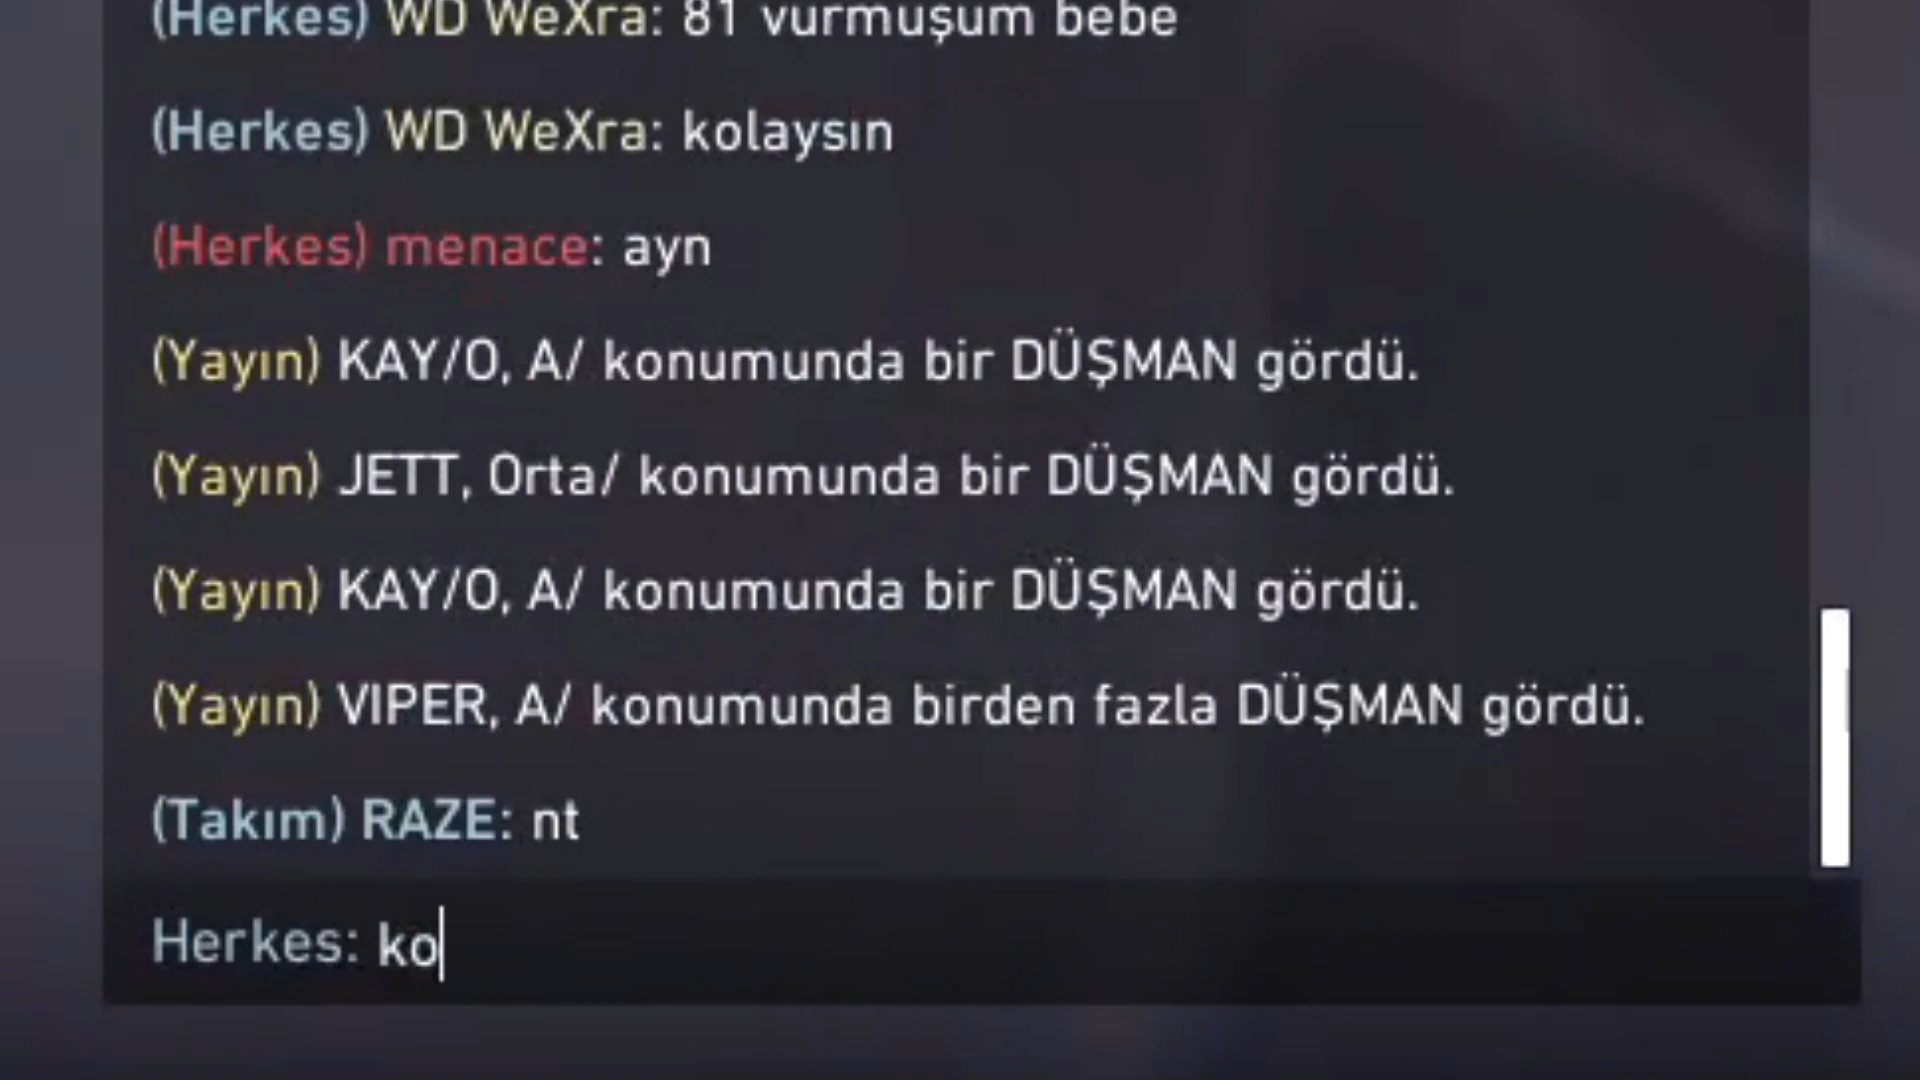 (Herkes) WD WeXra: 81 vurmuşum bebe
(Herkes) WD WeXra: kolaysın
(Herkes) menace: ayn
(Yayın) KAY/O, A/ konumunda bir DÜŞMAN gördü.
(Yayın) JETT, Orta/ konumunda bir DÜŞMAN gördü.
(Yayın) KAY/O, A/ konumunda bir DÜŞMAN gördü.
(Yayın) VIPER, A/ konumunda birden fazla DÜŞMAN gördü.
(Takım) RAZE: nt
Herkes: ko